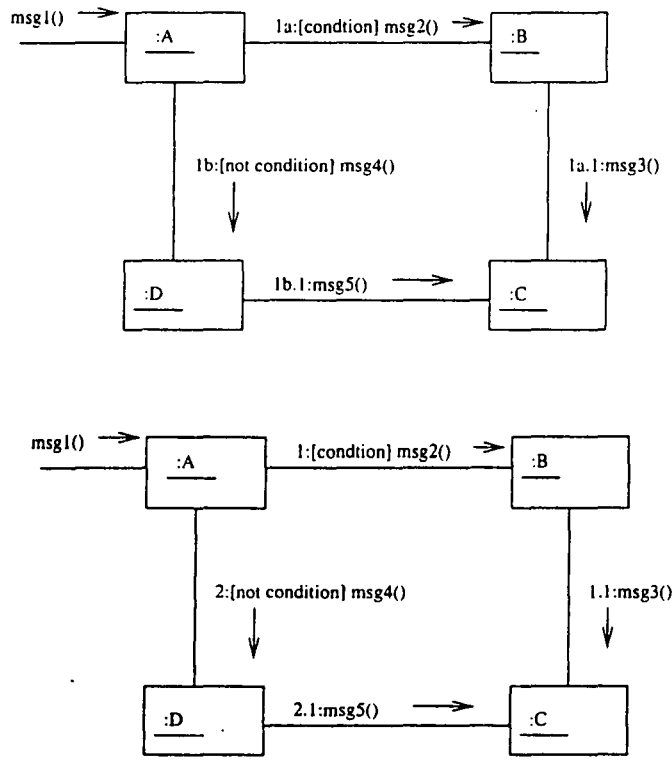 msg1()
:A
1a:[condtion] msg2()
:B
1b:[not condition] msg4()
1a.1:msg3()
:D
1b.1:msg5()
:C
msg1()
:A
1:[condtion] msg2()
:B
2:[not condition] msg4()
1.1:msg3()
:D
2.1:msg5()
:C